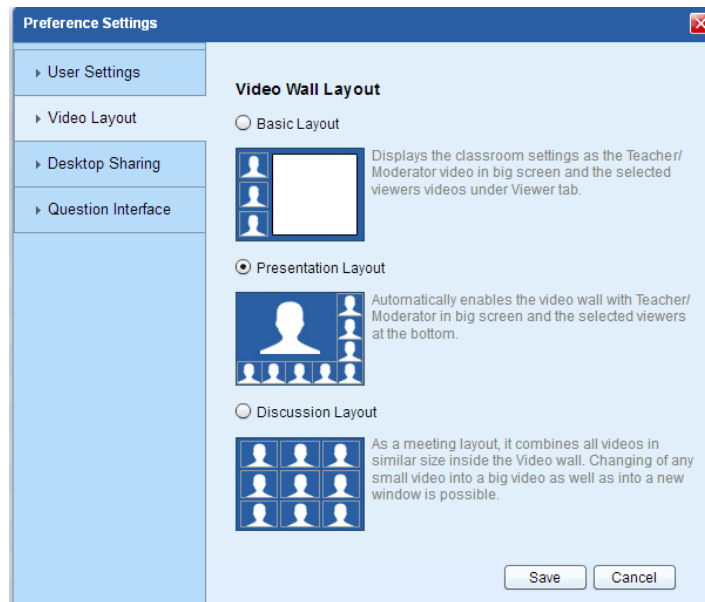 Preference Settings
User Settings
Video Layout
Desktop Sharing
Question Interface
Video Wall Layout
Basic Layout
Displays the classroom settings as the Teacher/
Moderator video in big screen and the selected
viewers videos under Viewer tab.
Presentation Layout
Automatically enables the video wall with Teacher/
Moderator in big screen and the selected viewers
at the bottom.
Discussion Layout
As a meeting layout, it combines all videos in
similar size inside the Video wall. Changing of any
small video into a big video as well as into a new
window is possible.
Save
Cancel